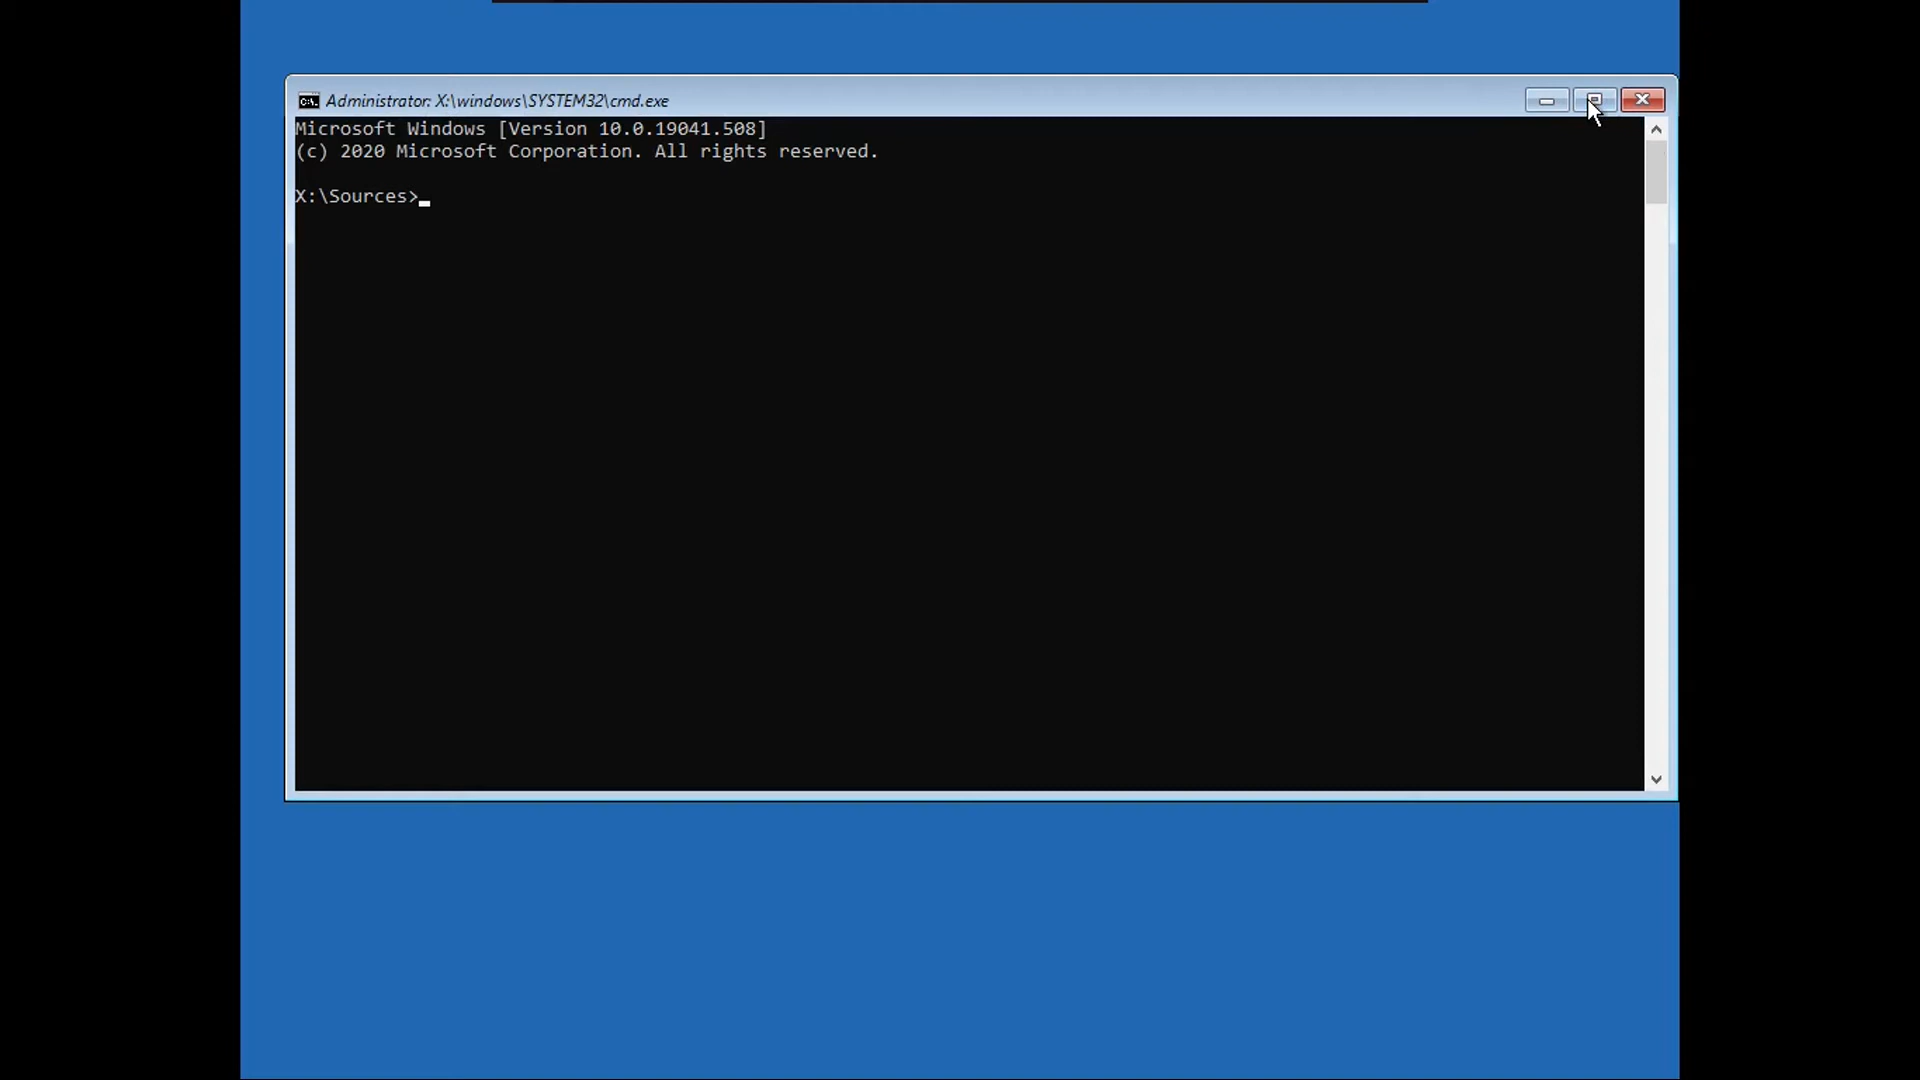 Administrator: X:\windows\SYSTEM32\cmd.exe
Microsoft Windows [Version 10.0.19041.508]
(c) 2020 Microsoft Corporation. All rights reserved.
X:\Sources>